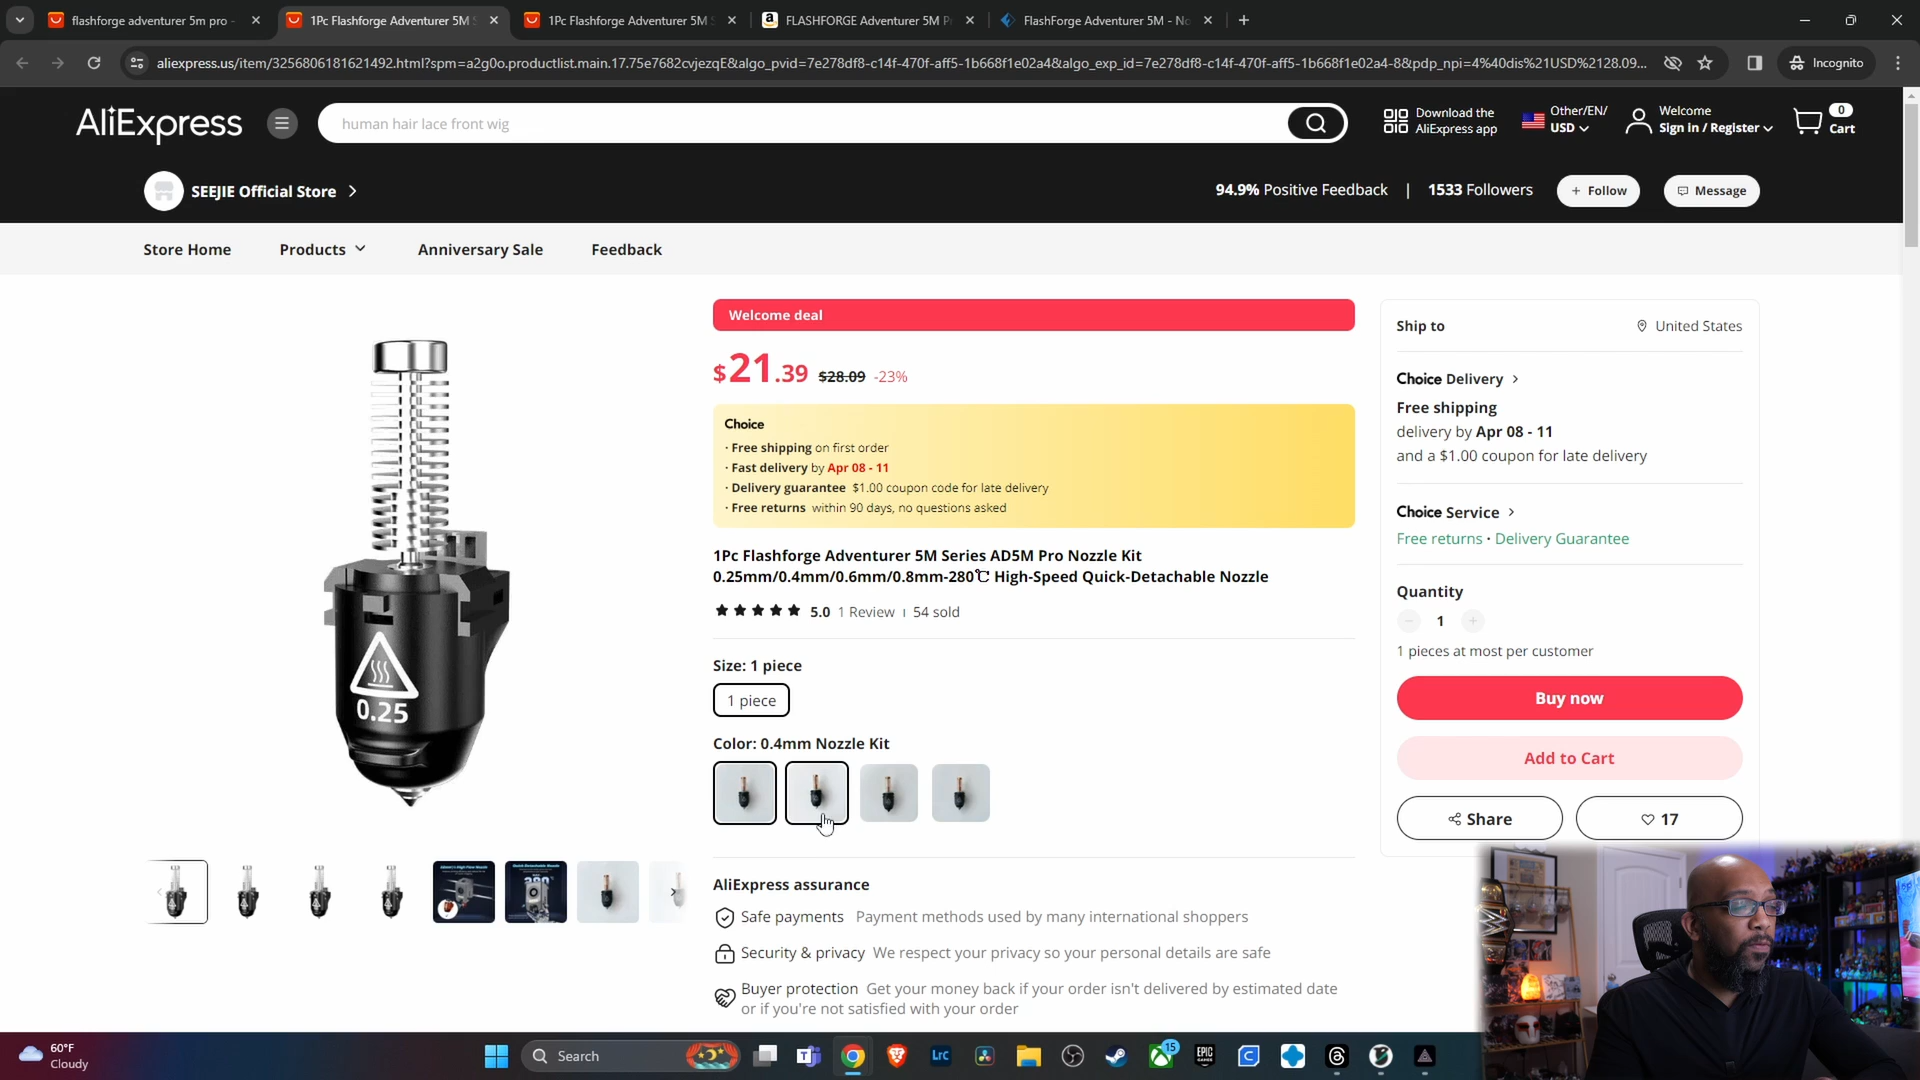 flashforge adventurer 5m pro -
1Pc Flashforge Adventurer 5M S
1Pc Flashforge Adventurer 5M S
FLASHFORGE Adventurer 5M P
FlashForge Adventurer 5M - No
aliexpress.us/item/3256806181621492.html?spm=a2g0o.productlist.main.17.75e7682cvjezqE&algo_pvid=7e278df8-c14f-470f-aff5-1b668f1e02a4&algo_exp_id=7e278df8-c14f-470f-aff5-1b668f1e02a4-8&pdp_npi=4%40dis%21USD%2128.09...
Incognito
AliExpress
human hair lace front wig
Download the
AliExpress app
Other/EN/
USD
Welcome
Sign in / Register
0
Cart
SEEJIE Official Store
94.9% Positive Feedback | 1533 Followers
+ Follow
Message
Store Home
Products
Anniversary Sale
Feedback
Welcome deal
$21.39 $28.09 -23%
Choice
· Free shipping on first order
· Fast delivery by Apr 08 - 11
· Delivery guarantee $1.00 coupon code for late delivery
· Free returns within 90 days, no questions asked
1Pc Flashforge Adventurer 5M Series AD5M Pro Nozzle Kit
0.25mm/0.4mm/0.6mm/0.8mm-280℃ High-Speed Quick-Detachable Nozzle
5.0 1 Review | 54 sold
Size: 1 piece
1 piece
Color: 0.4mm Nozzle Kit
0.25
AliExpress assurance
Safe payments Payment methods used by many international shoppers
Security & privacy We respect your privacy so your personal details are safe
Buyer protection Get your money back if your order isn't delivered by estimated date
or if you're not satisfied with your order
Ship to
United States
Choice Delivery >
Free shipping
delivery by Apr 08 - 11
and a $1.00 coupon for late delivery
Choice Service >
Free returns · Delivery Guarantee
Quantity
- 1 +
1 pieces at most per customer
Buy now
Add to Cart
Share
17
60°F
Cloudy
Search
LrC
15
EPIC
GAMES